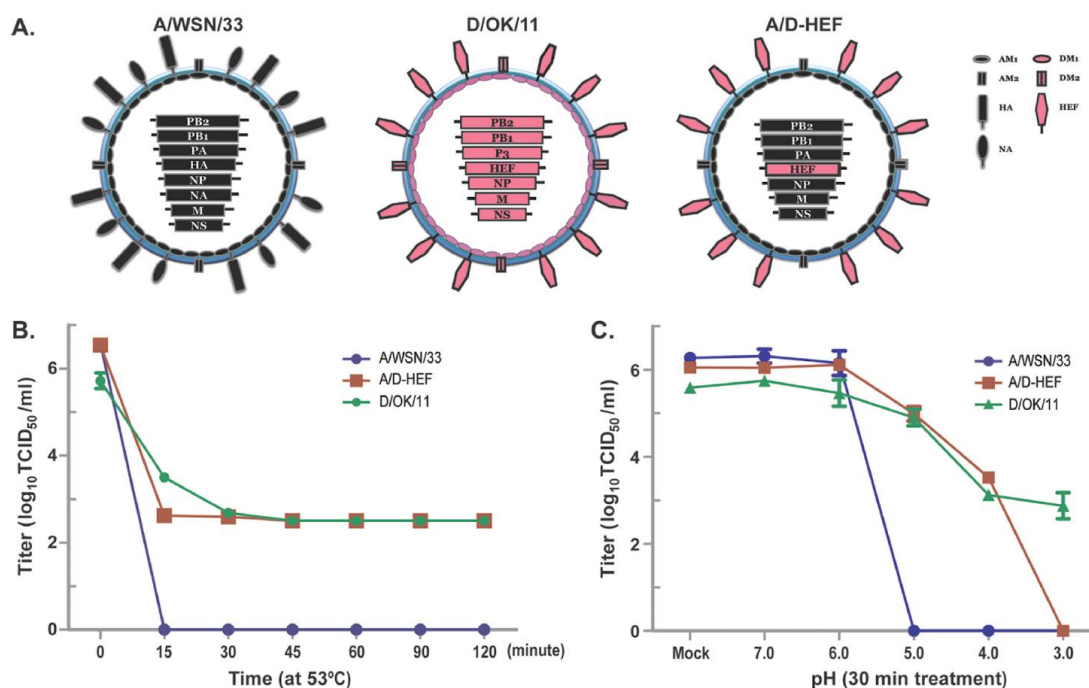 A.
A/WSN/33
D/OK/11
A/D-HEF
PB2
PB1
PA
HA
NP
NA
M
NS
PB2
PB1
P3
HEF
NP
M
NS
PB2
PB1
PA
HEF
NP
M
NS
AM1
AM2
HA
NA
DM1
DM2
HEF
B.
Titer (log10 TCID50/ml)
6
4
2
0
A/WSN/33
A/D-HEF
D/OK/11
0 15 30 45 60 90 120 (minute)
Time (at 53ºC)
C.
Titer (log10 TCID50/ml)
6
4
2
0
A/WSN/33
A/D-HEF
D/OK/11
Mock 7.0 6.0 5.0 4.0 3.0
pH (30 min treatment)